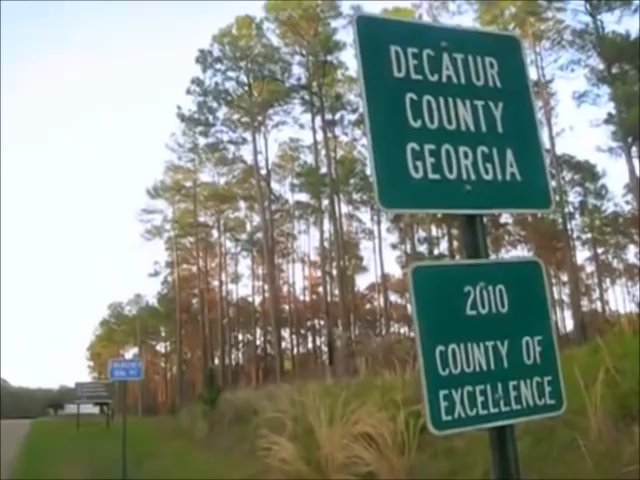 DECATUR
COUNTY
GEORGIA
2010
COUNTY OF
EXCELLENCE